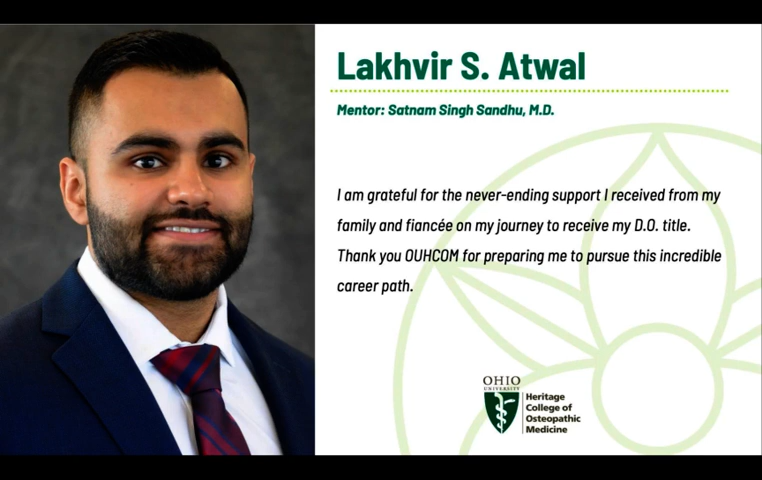 Lakhvir S. Atwal
Mentor: Satnam Singh Sandhu, M.D.
I am grateful for the never-ending support I received from my
family and fiancée on my journey to receive my D.O. title.
Thank you OUHCOM for preparing me to pursue this incredible
career path.
OHIO
UNIVERSITY
Heritage
College of
Osteopathic
Medicine